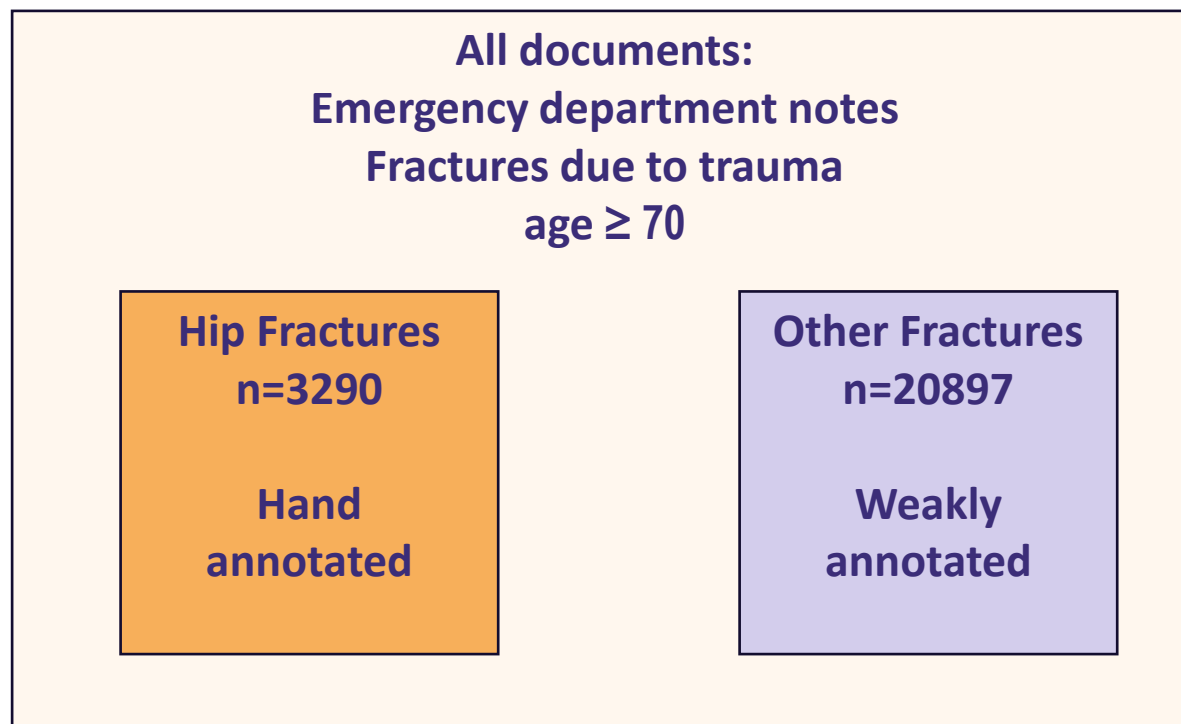 All documents:
Emergency department notes
Fractures due to trauma
age ≥ 70
Hip Fractures
n=3290
Hand
annotated
Other Fractures
n=20897
Weakly
annotated